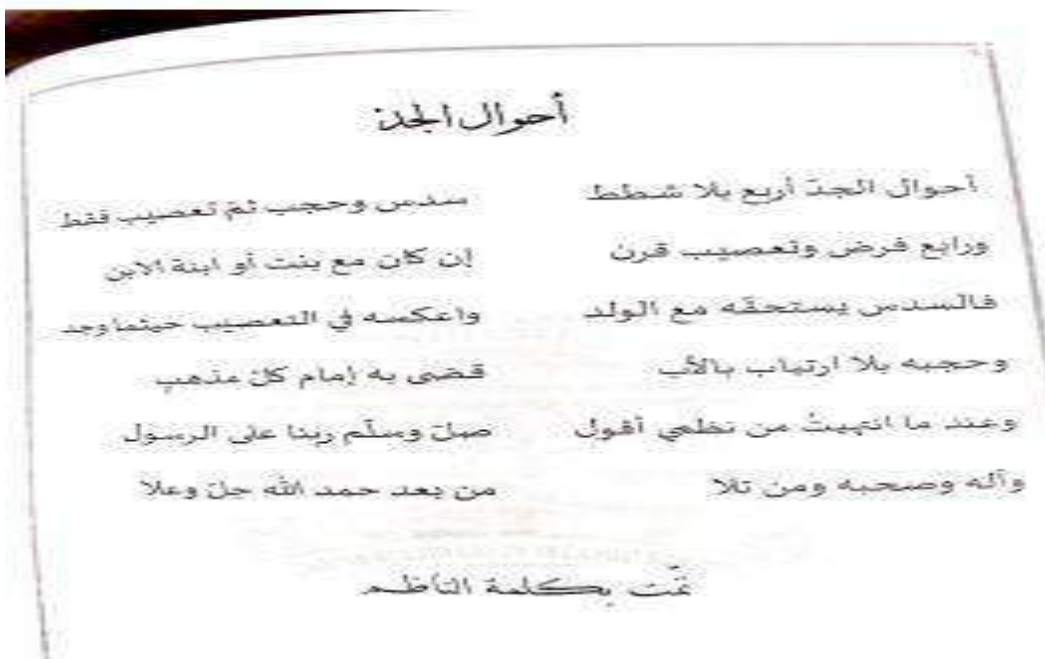 أحوال الجدّ
أحوال الجدّ أربع بلا شطط سدس وحجب ثمّ تعصيب فقط
ورابع فرض وتعصيب قرن إن كان مع بنت أو ابنة الابن
فالسدس يستحقّه مع الولد واعكسه في التعصيب حيثما وجد
وحجبه بلا ارتياب بالأب قضى به إمام كلّ مذهب
وعند ما انتهيتُ من نظمي أقول صلّ وسلّم ربنا على الرسول
وآله وصحبه ومن تلا من بعد حمد الله جلّ وعلا
تمّت بكلمة الناظم